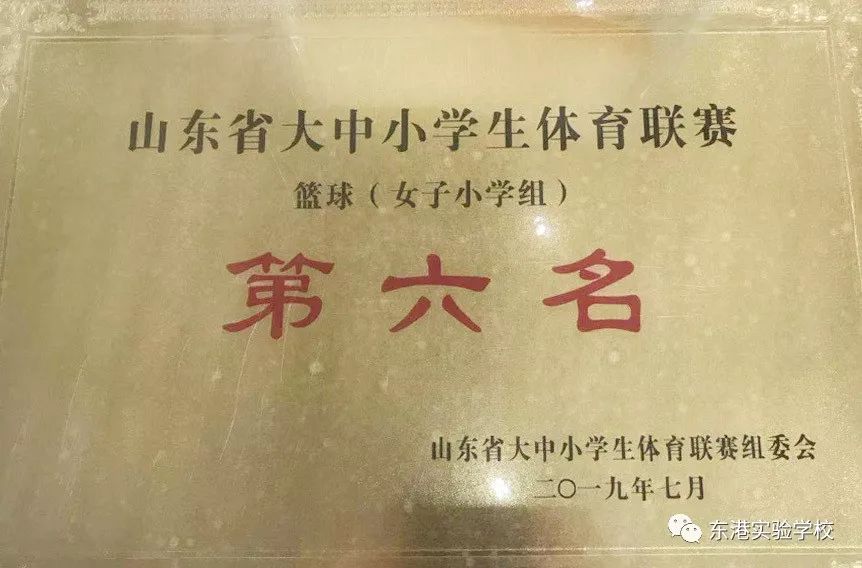 山东省大中小学生体育联赛
篮球（女子小学组）
第六名
山东省大中小学生体育联赛组委会
二〇一九年七月
东港实验学校